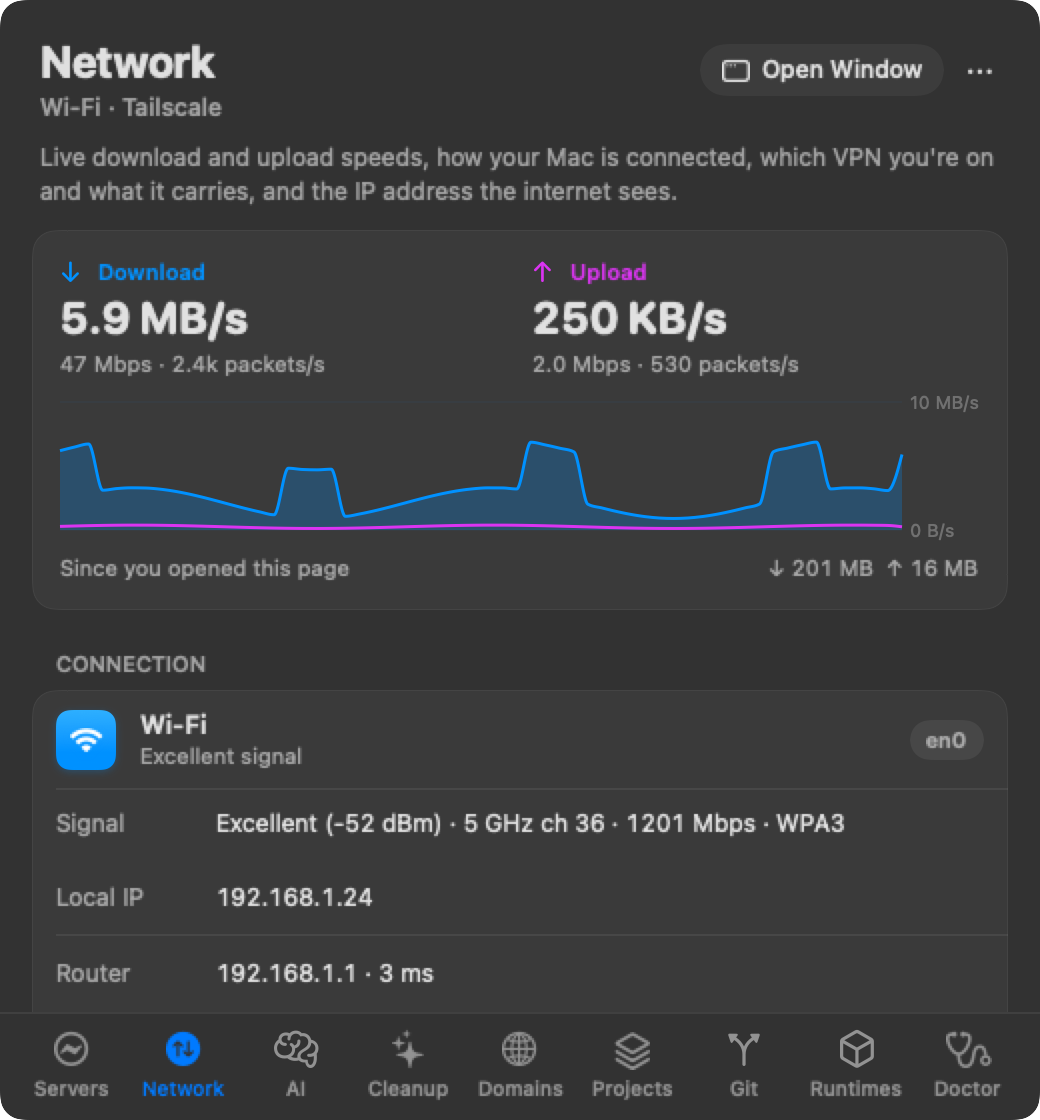 Network
Open Window
Wi-Fi · Tailscale
Live download and upload speeds, how your Mac is connected, which VPN you're on
and what it carries, and the IP address the internet sees.
↓ Download
5.9 MB/s
47 Mbps · 2.4k packets/s
↑ Upload
250 KB/s
2.0 Mbps · 530 packets/s
10 MB/s
0 B/s
Since you opened this page
↓ 201 MB ↑ 16 MB
CONNECTION
Wi-Fi
Excellent signal
en0
Signal
Excellent (-52 dBm) · 5 GHz ch 36 · 1201 Mbps · WPA3
Local IP
192.168.1.24
Router
192.168.1.1 · 3 ms
Servers
Network
AI
Cleanup
Domains
Projects
Git
Runtimes
Doctor